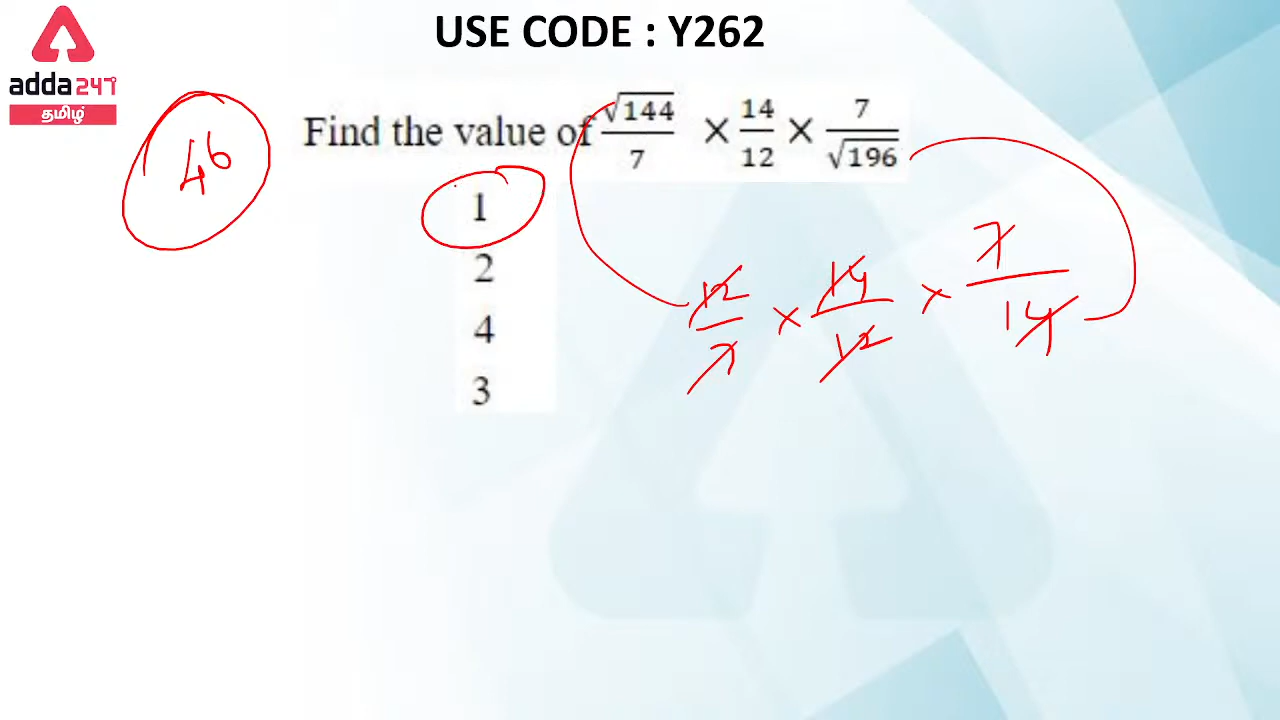 USE CODE : Y262
adda247
தமிழ்
46
Find the value of √144/7 × 14/12 × 7/√196
1
2
4
3
12/7 × 14/12 × 7/14